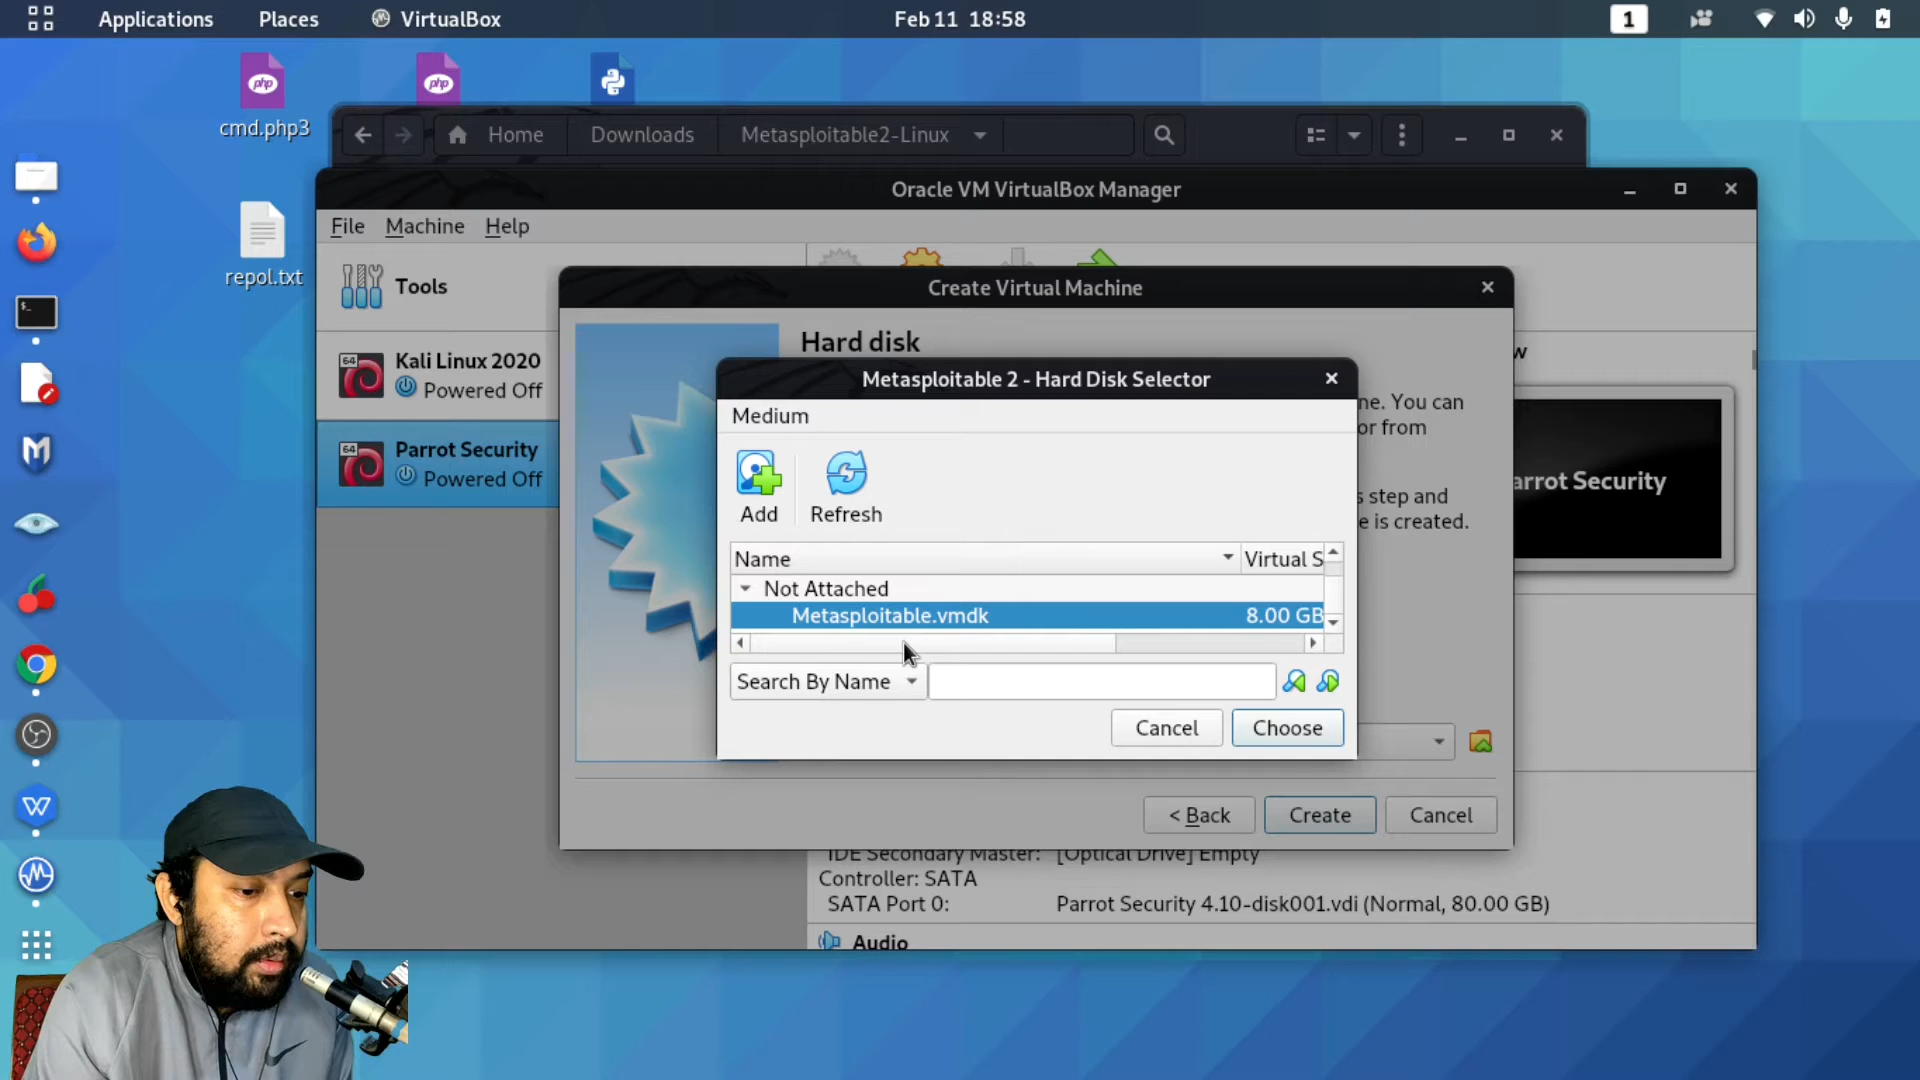 Applications Places VirtualBox Feb 11 18:58 1
php php
cmd.php3
Home Downloads Metasploitable2-Linux
repol.txt
Oracle VM VirtualBox Manager
File Machine Help
Tools
64 Kali Linux 2020
Powered Off
64 Parrot Security
Powered Off
Create Virtual Machine
Hard disk
ne. You can
or from
s step and
e is created.
Metasploitable 2 - Hard Disk Selector
Medium
Add Refresh
Name Virtual S
Not Attached
Metasploitable.vmdk 8.00 GB
Search By Name
Cancel Choose
< Back Create Cancel
w
arrot Security
IDE Secondary Master: [Optical Drive] Empty
Controller: SATA
SATA Port 0: Parrot Security 4.10-disk001.vdi (Normal, 80.00 GB)
Audio